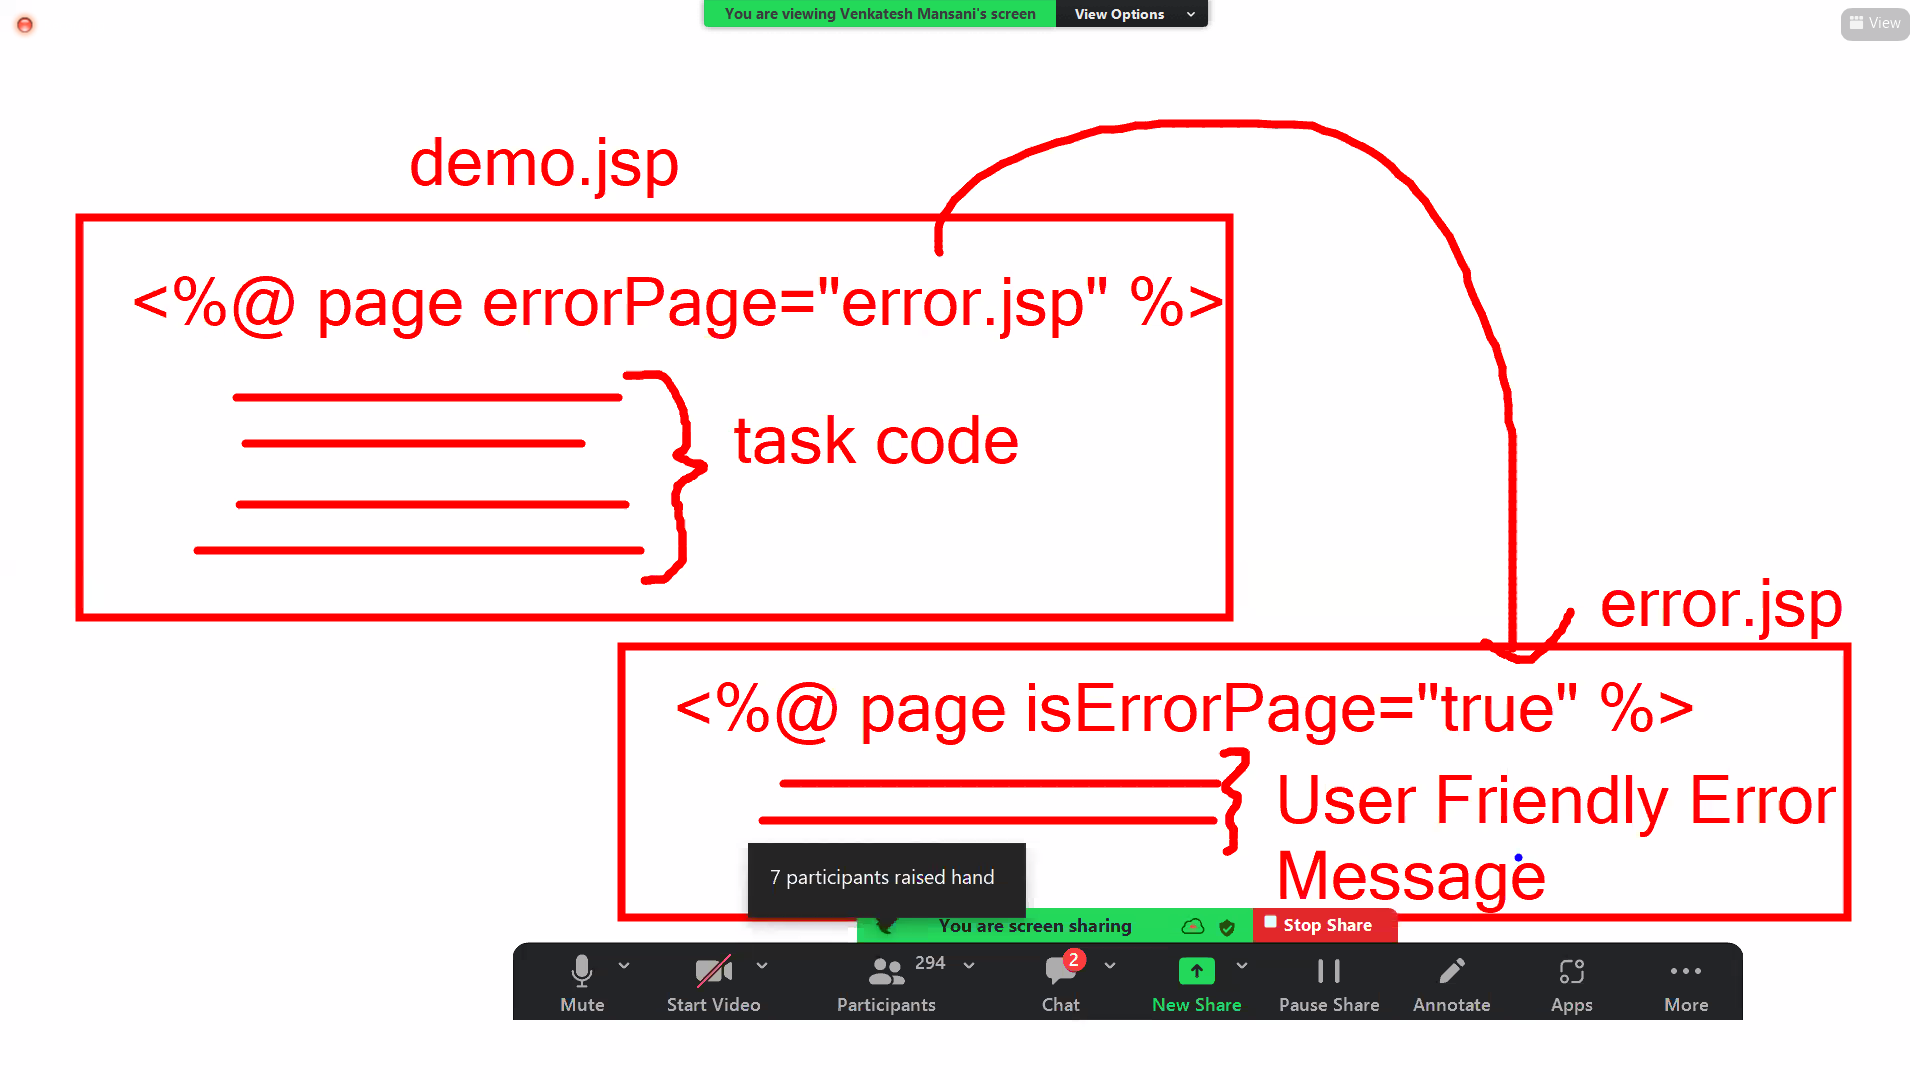 You are viewing Venkatesh Mansani's screen
View Options
View
demo.jsp
<%@ page errorPage="error.jsp" %>
task code
error.jsp
<%@ page isErrorPage="true" %>
User Friendly Error
Message
7 participants raised hand
You are screen sharing
Stop Share
Mute
Start Video
294
Participants
2
Chat
New Share
Pause Share
Annotate
Apps
More